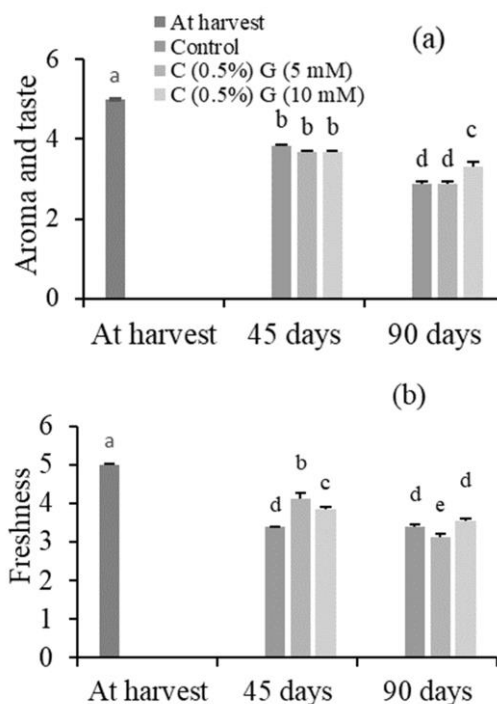 At harvest
Control
C (0.5%) G (5 mM)
C (0.5%) G (10 mM)
(a)
Aroma and taste
6
4
2
0
a
b b b
d d c
At harvest 45 days 90 days
(b)
Freshness
6
5
4
3
2
1
0
a
d b c
d e d
At harvest 45 days 90 days